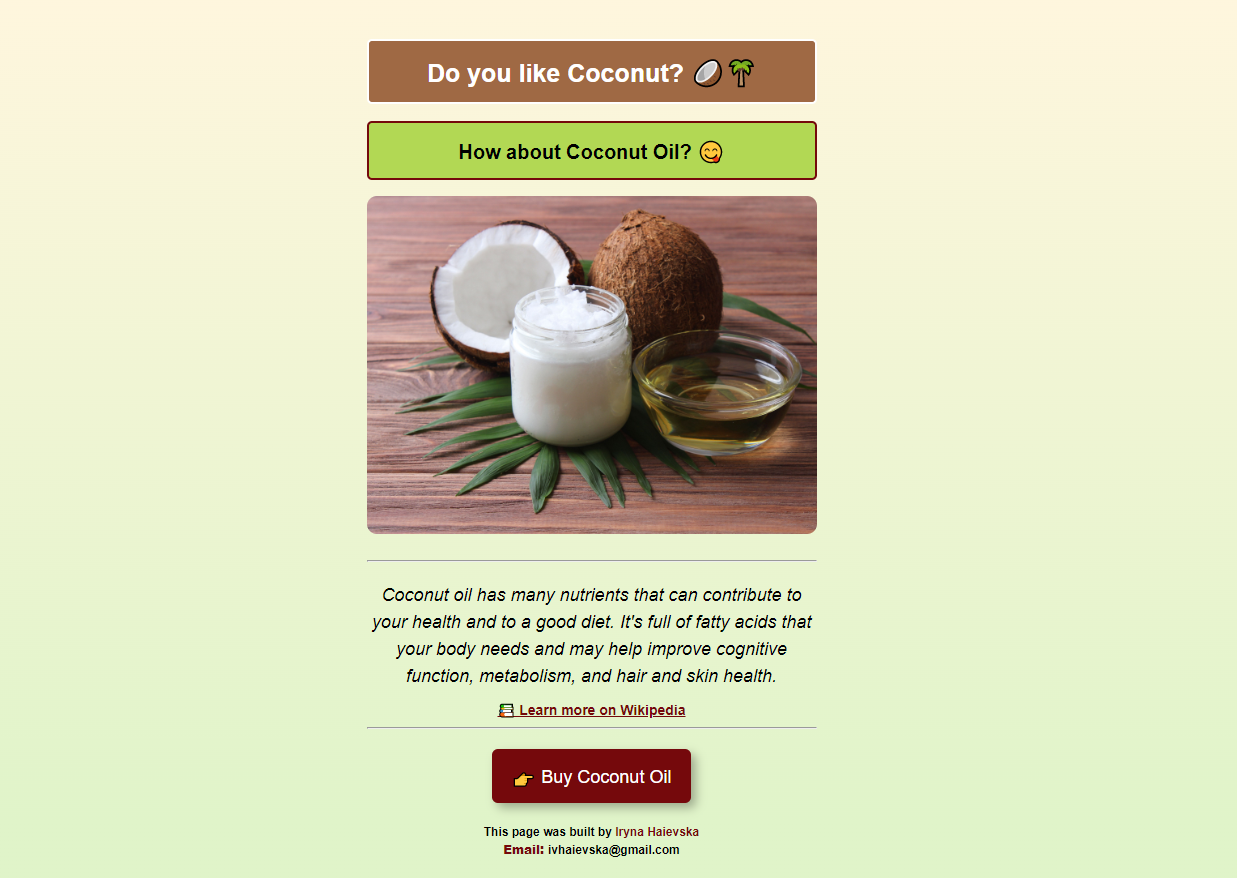 Do you like Coconut? 🥥🌴
How about Coconut Oil? 😋
Coconut oil has many nutrients that can contribute to
your health and to a good diet. It's full of fatty acids that
your body needs and may help improve cognitive
function, metabolism, and hair and skin health.
📚 Learn more on Wikipedia
👉 Buy Coconut Oil
This page was built by Iryna Haievska
Email: ivhaievska@gmail.com